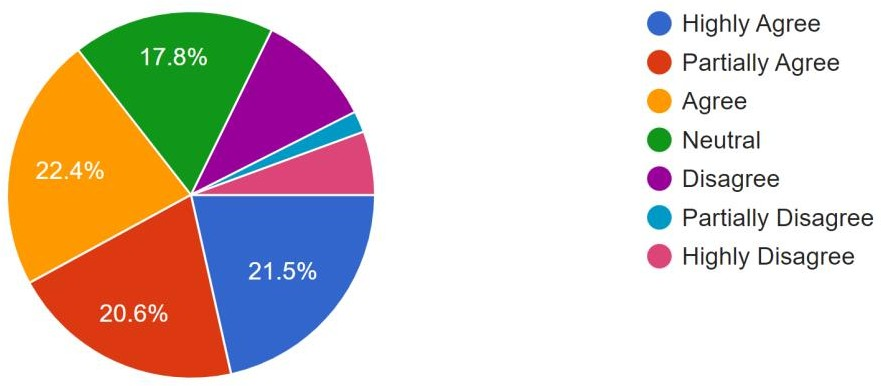 17.8%
22.4%
21.5%
20.6%
Highly Agree
Partially Agree
Agree
Neutral
Disagree
Partially Disagree
Highly Disagree